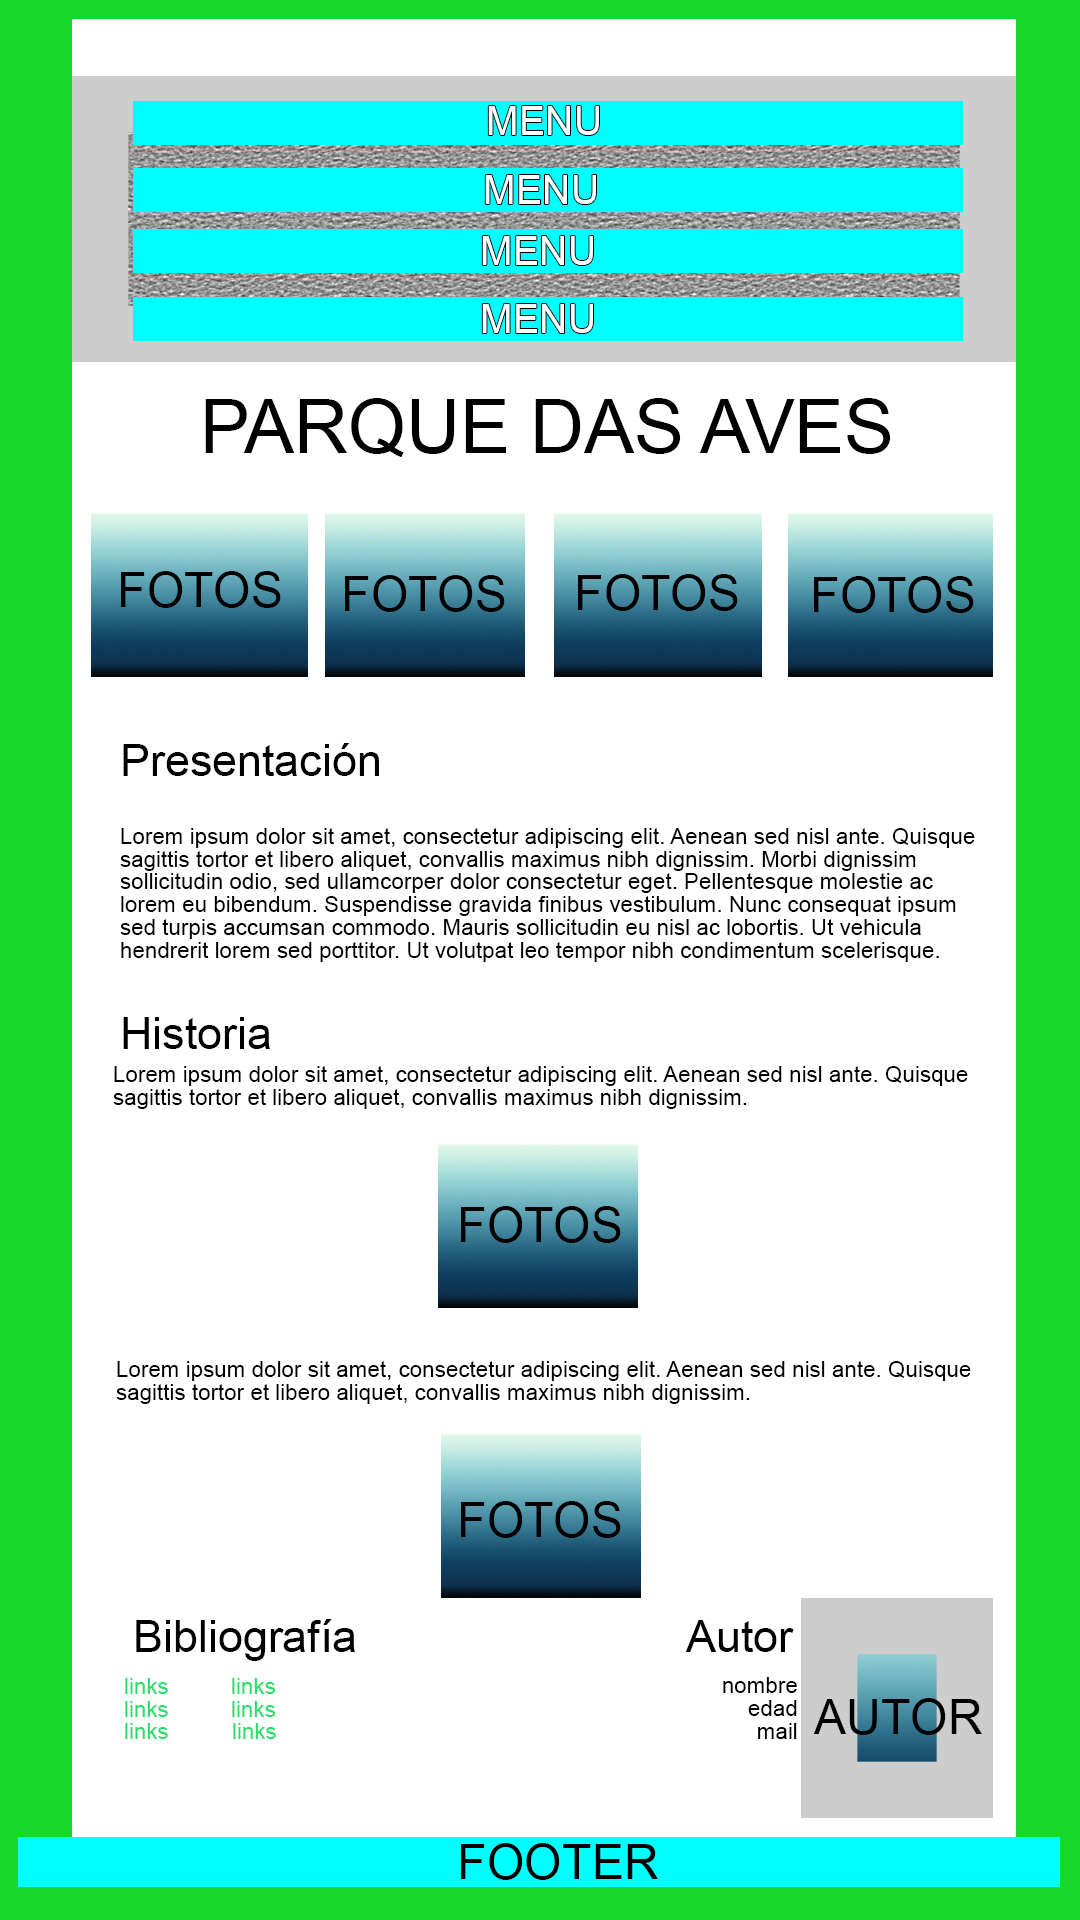 MENU
MENU
MENU
MENU
PARQUE DAS AVES
FOTOS FOTOS FOTOS FOTOS
Presentación
Lorem ipsum dolor sit amet, consectetur adipiscing elit. Aenean sed nisl ante. Quisque
sagittis tortor et libero aliquet, convallis maximus nibh dignissim. Morbi dignissim
sollicitudin odio, sed ullamcorper dolor consectetur eget. Pellentesque molestie ac
lorem eu bibendum. Suspendisse gravida finibus vestibulum. Nunc consequat ipsum
sed turpis accumsan commodo. Mauris sollicitudin eu nisl ac lobortis. Ut vehicula
hendrerit lorem sed porttitor. Ut volutpat leo tempor nibh condimentum scelerisque.
Historia
Lorem ipsum dolor sit amet, consectetur adipiscing elit. Aenean sed nisl ante. Quisque
sagittis tortor et libero aliquet, convallis maximus nibh dignissim.
FOTOS
Lorem ipsum dolor sit amet, consectetur adipiscing elit. Aenean sed nisl ante. Quisque
sagittis tortor et libero aliquet, convallis maximus nibh dignissim.
FOTOS
Bibliografía
links links
links links
links links
Autor
nombre
edad
mail
AUTOR
FOOTER